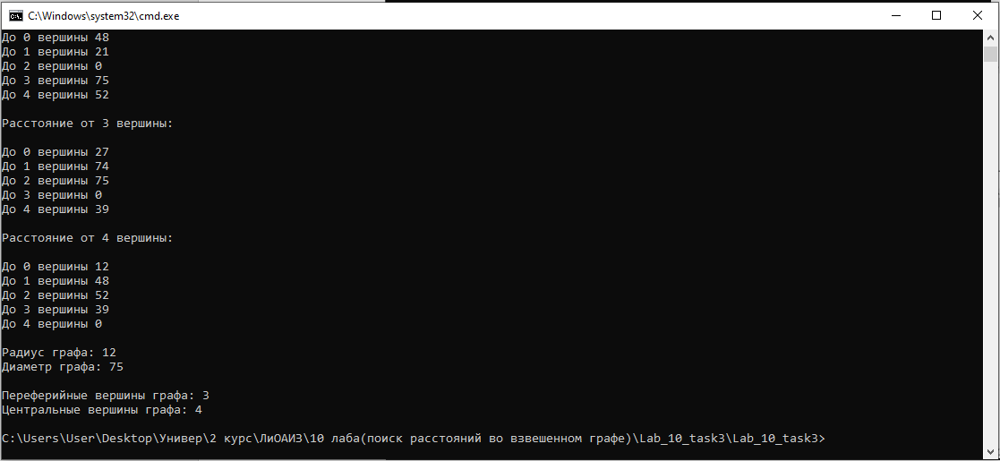 C:\Windows\system32\cmd.exe
До 0 вершины 48
До 1 вершины 21
До 2 вершины 0
До 3 вершины 75
До 4 вершины 52
Расстояние от 3 вершины:
До 0 вершины 27
До 1 вершины 74
До 2 вершины 75
До 3 вершины 0
До 4 вершины 39
Расстояние от 4 вершины:
До 0 вершины 12
До 1 вершины 48
До 2 вершины 52
До 3 вершины 39
До 4 вершины 0
Радиус графа: 12
Диаметр графа: 75
Переферийные вершины графа: 3
Центральные вершины графа: 4
C:\Users\User\Desktop\Универ\2 курс\ЛиОАИЗ\10 лаба(поиск расстояний во взвешенном графе)\Lab_10_task3\Lab_10_task3>